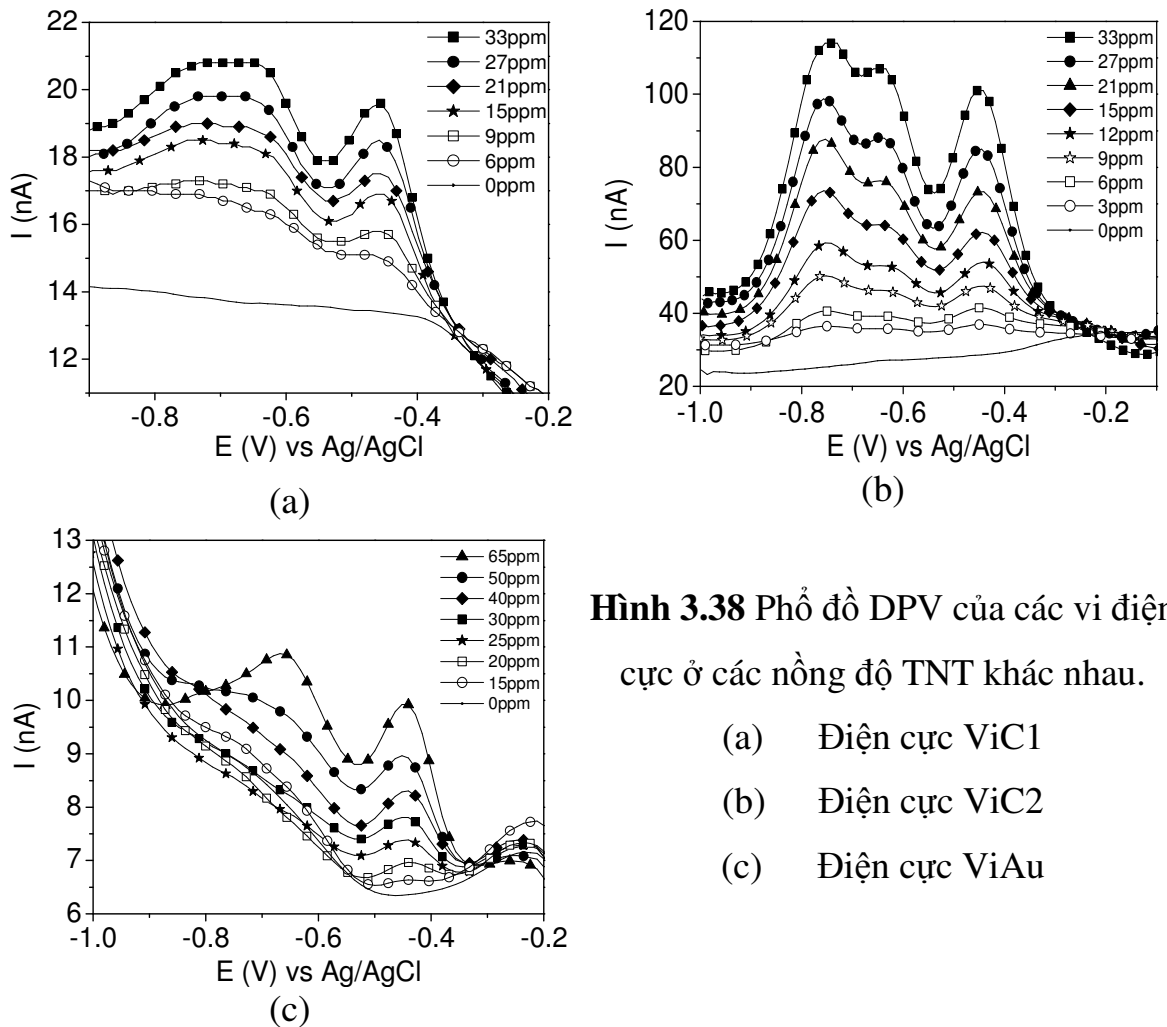 22
20
18
16
14
12
I (nA)
-0.8
-0.6
-0.4
-0.2
E (V) vs Ag/AgCl
33ppm
27ppm
21ppm
15ppm
9ppm
6ppm
0ppm
(a)
120
100
80
60
40
20
I (nA)
-1.0
-0.8
-0.6
-0.4
-0.2
E (V) vs Ag/AgCl
33ppm
27ppm
21ppm
15ppm
12ppm
9ppm
6ppm
3ppm
0ppm
(b)
13
12
11
10
9
8
7
6
I (nA)
-1.0
-0.8
-0.6
-0.4
-0.2
E (V) vs Ag/AgCl
65ppm
50ppm
40ppm
30ppm
25ppm
20ppm
15ppm
0ppm
(c)
Hình 3.38 Phổ đồ DPV của các vi điện
cực ở các nồng độ TNT khác nhau.
(a) Điện cực ViC1
(b) Điện cực ViC2
(c) Điện cực ViAu